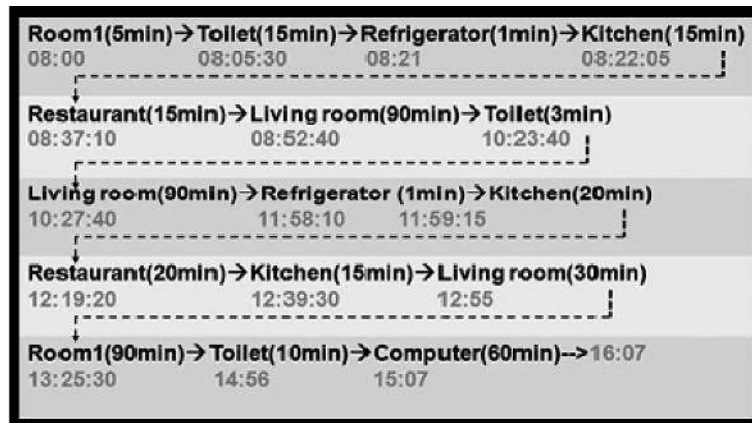 Room1(5min)→Toilet(15min)→Refrigerator(1min)→Kitchen(15min)
08:00 08:05:30 08:21 08:22:05
Restaurant(15min)→Living room(90min)→Toilet(3min)
08:37:10 08:52:40 10:23:40
Living room(90min)→Refrigerator (1min)→Kitchen(20min)
10:27:40 11:58:10 11:59:15
Restaurant(20min)→Kitchen(15min)→Living room(30min)
12:19:20 12:39:30 12:55
Room1(90min)→Toilet(10min)→Computer(60min)-->16:07
13:25:30 14:56 15:07